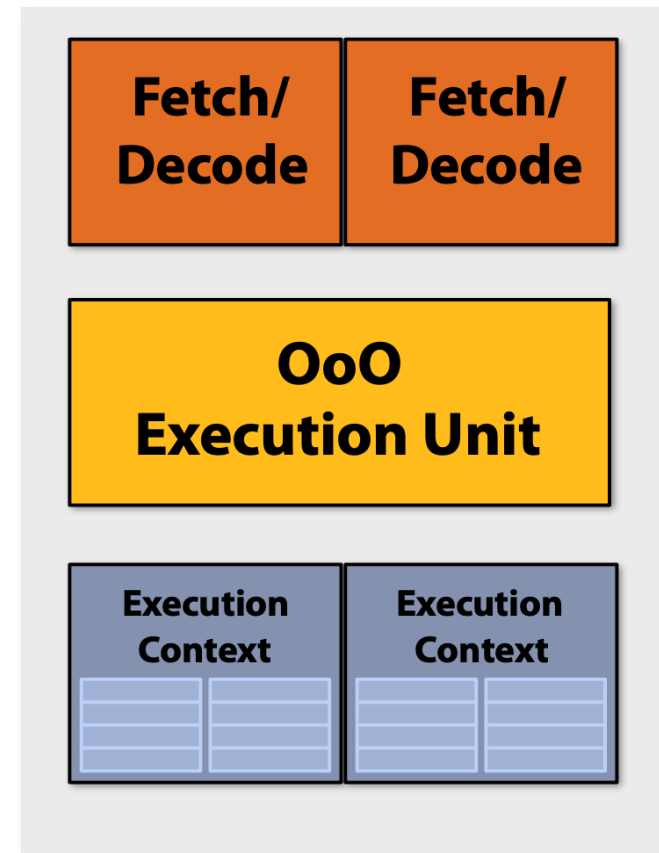 Fetch/
Decode
Fetch/
Decode
OoO
Execution Unit
Execution
Context
Execution
Context